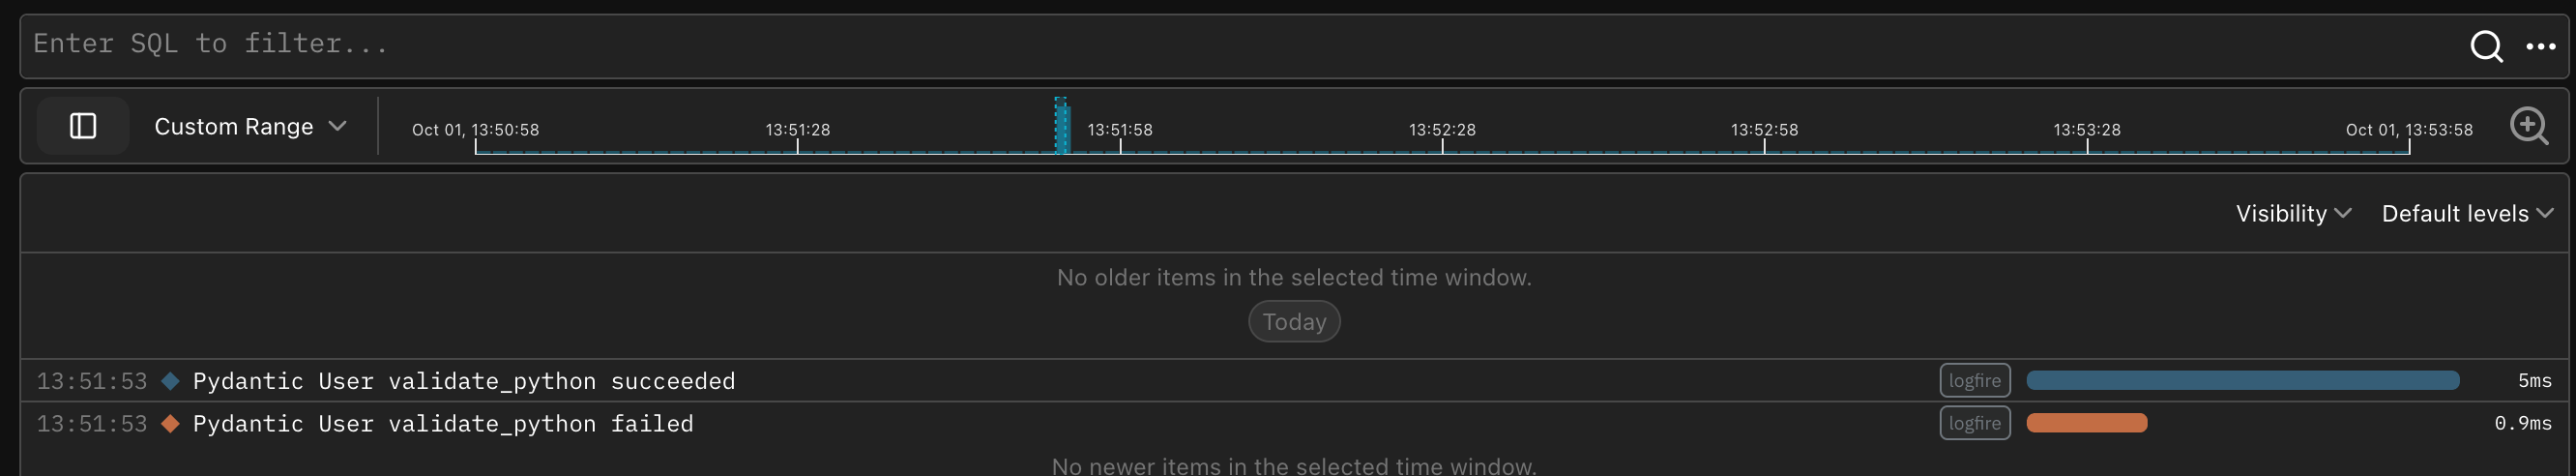 Enter SQL to filter...
Custom Range
Oct 01, 13:50:58 13:51:28 13:51:58 13:52:28 13:52:58 13:53:28 Oct 01, 13:53:58
Visibility Default levels
No older items in the selected time window.
Today
13:51:53 Pydantic User validate_python succeeded logfire 5ms
13:51:53 Pydantic User validate_python failed logfire 0.9ms
No newer items in the selected time window.